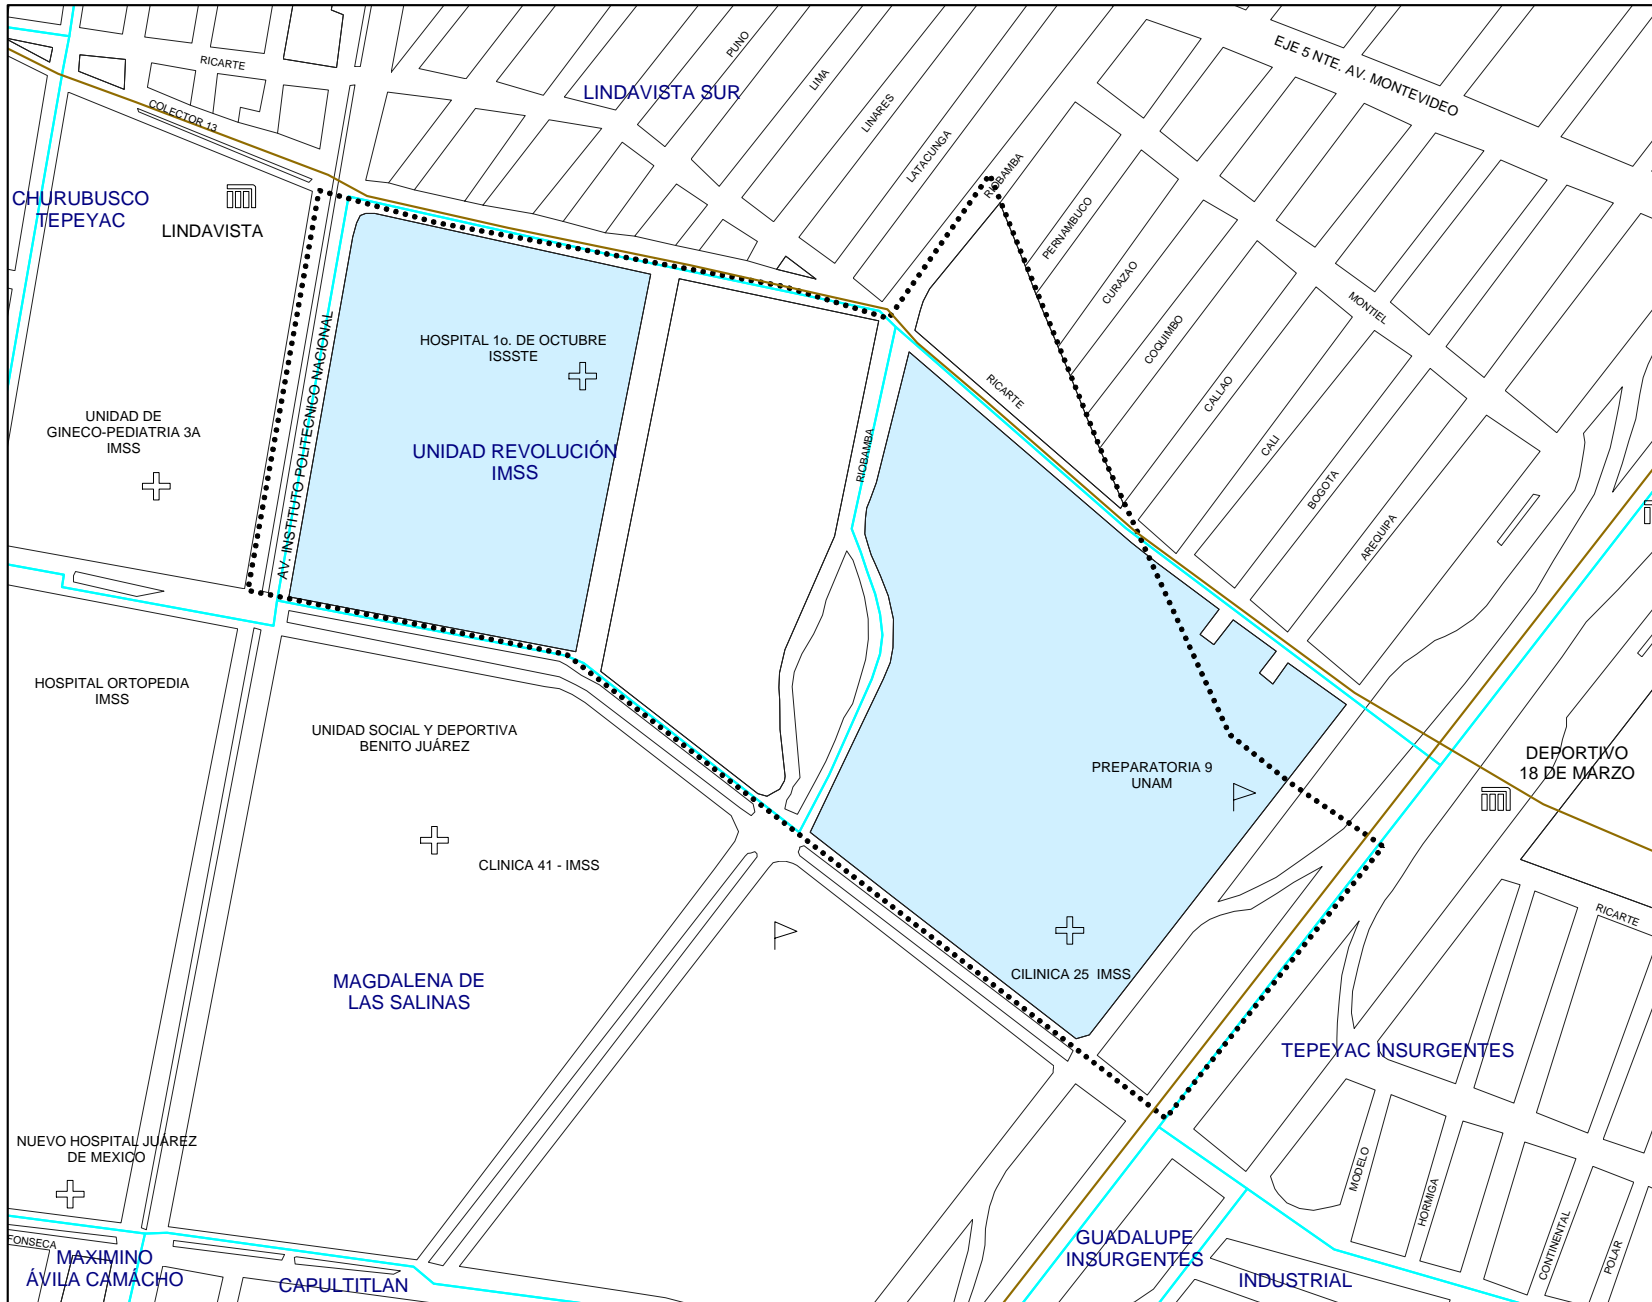 PUNO
RICARTE
LIMA
EJE 5 NTE. AV. MONTEVIDEO
LINDAVISTA SUR
LINARES
COLECTOR 13
LATACUNGA
RIOBAMBA
CHURUBUSCO
TEPEYAC
LINDAVISTA
PERNAMBUCO
CURAZAO
MONTIEL
COQUIMBO
HOSPITAL 1o. DE OCTUBRE
ISSSTE
AV. INSTITUTO POLITECNICO NACIONAL
RICARTE
CALLAO
UNIDAD DE
GINECO-PEDIATRIA 3A
IMSS
UNIDAD REVOLUCIÓN
IMSS
RIOBAMBA
CALI
BOGOTA
AREQUIPA
HOSPITAL ORTOPEDIA
IMSS
UNIDAD SOCIAL Y DEPORTIVA
BENITO JUÁREZ
PREPARATORIA 9
UNAM
DEPORTIVO
18 DE MARZO
CLINICA 41 - IMSS
RICARTE
CILINICA 25 IMSS
MAGDALENA DE
LAS SALINAS
TEPEYAC INSURGENTES
NUEVO HOSPITAL JUÁREZ
DE MEXICO
MODELO
HORMIGA
CONTINENTAL
POLAR
FONSECA
MAXIMINO
ÁVILA CAMÁCHO
CAPULTITLAN
GUADALUPE
INSURGENTES
INDUSTRIAL